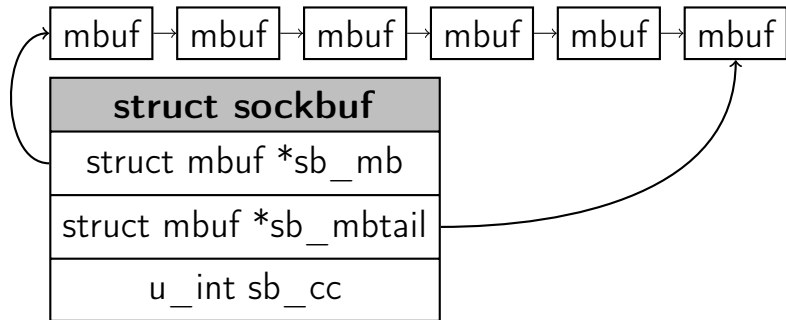 mbuf mbuf mbuf mbuf mbuf mbuf
struct sockbuf
struct mbuf *sb_mb
struct mbuf *sb_mbtail
u_int sb_cc